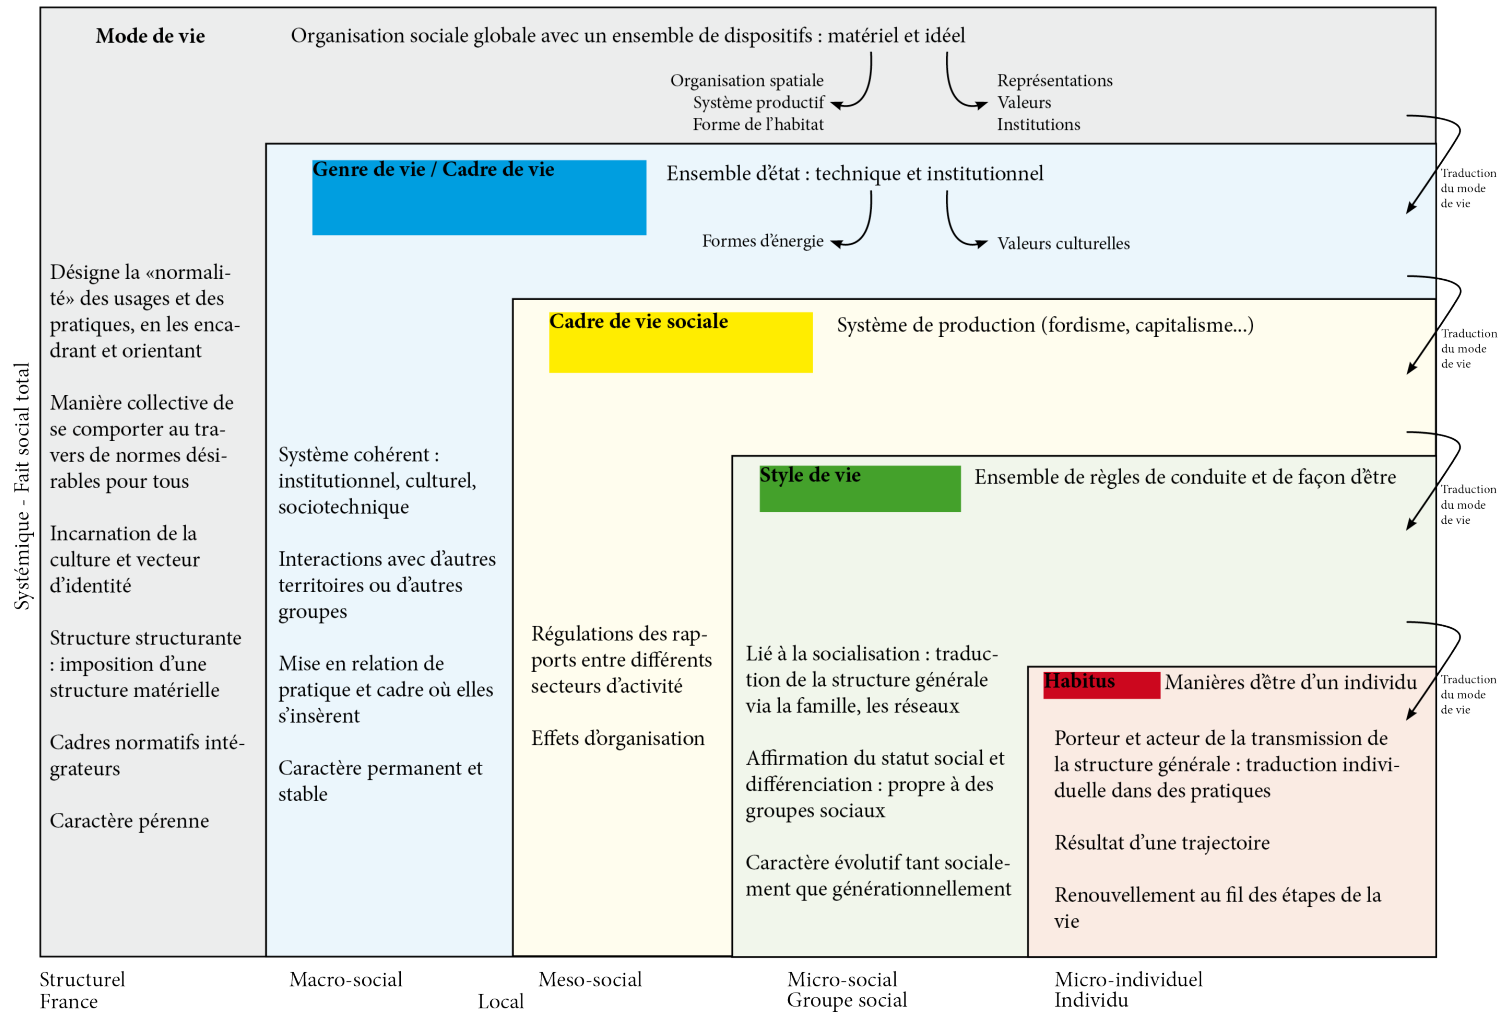 Mode de vie
Organisation sociale globale avec un ensemble de dispositifs : matériel et idéel
Organisation spatiale
Système productif
Forme de l'habitat
Représentations
Valeurs
Institutions
Traduction
du mode
de vie
Genre de vie / Cadre de vie
Ensemble d'état : technique et institutionnel
Formes d'énergie
Valeurs culturelles
Traduction
du mode
de vie
Cadre de vie sociale
Système de production (fordisme, capitalisme...)
Traduction
du mode
de vie
Style de vie
Ensemble de règles de conduite et de façon d'être
Traduction
du mode
de vie
Habitus
Manières d'être d'un individu
Systémique - Fait social total
Désigne la «normali-
té» des usages et des
pratiques, en les enca-
drant et orientant
Manière collective de
se comporter au tra-
vers de normes dési-
rables pour tous
Incarnation de la
culture et vecteur
d'identité
Structure structurante
: imposition d'une
structure matérielle
Cadres normatifs inté-
grateurs
Caractère pérenne
Système cohérent :
institutionnel, culturel,
sociotechnique
Interactions avec d'autres
territoires ou d'autres
groupes
Mise en relation de
pratique et cadre où elles
s'insèrent
Caractère permanent et
stable
Régulations des rap-
ports entre différents
secteurs d'activité
Effets d'organisation
Lié à la socialisation : traduc-
tion de la structure générale
via la famille, les réseaux
Affirmation du statut social et
différenciation : propre à des
groupes sociaux
Caractère évolutif tant sociale-
ment que générationnellement
Porteur et acteur de la transmission de
la structure générale : traduction indivi-
duelle dans des pratiques
Résultat d'une trajectoire
Renouvellement au fil des étapes de la
vie
Structurel
France
Macro-social
Local
Meso-social
Micro-social
Groupe social
Micro-individuel
Individu